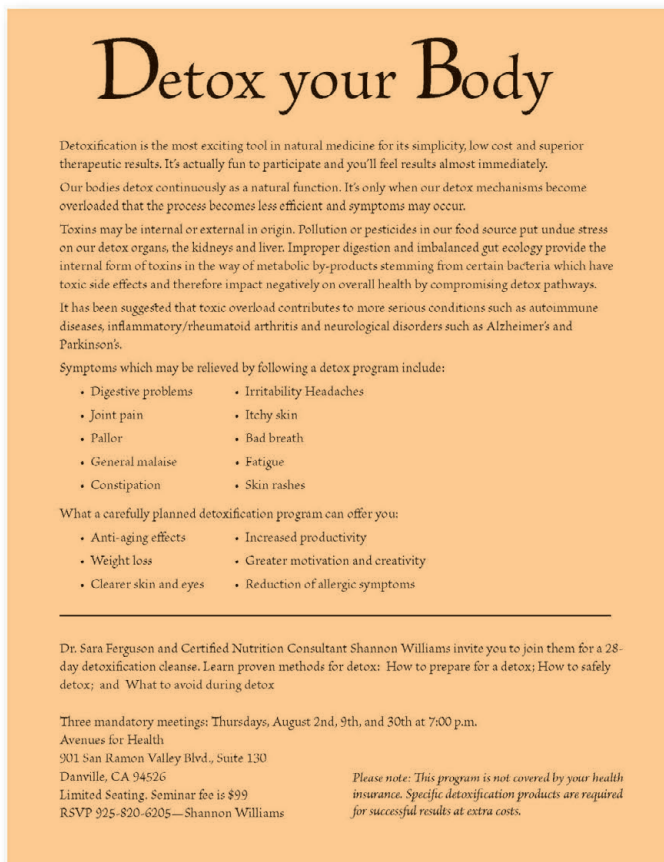 Detox your Body
Detoxification is the most exciting tool in natural medicine for its simplicity, low cost and superior
therapeutic results. It's actually fun to participate and you'll feel results almost immediately.
Our bodies detox continuously as a natural function. It's only when our detox mechanisms become
overloaded that the process becomes less efficient and symptoms may occur.
Toxins may be internal or external in origin. Pollution or pesticides in our food source put undue stress
on our detox organs, the kidneys and liver. Improper digestion and imbalanced gut ecology provide the
internal form of toxins in the way of metabolic by-products stemming from certain bacteria which have
toxic side effects and therefore impact negatively on overall health by compromising detox pathways.
It has been suggested that toxic overload contributes to more serious conditions such as autoimmune
diseases, inflammatory/rheumatoid arthritis and neurological disorders such as Alzheimer's and
Parkinson's.
Symptoms which may be relieved by following a detox program include:
• Digestive problems
• Joint pain
• Pallor
• General malaise
• Constipation
• Irritability Headaches
• Itchy skin
• Bad breath
• Fatigue
• Skin rashes
What a carefully planned detoxification program can offer you:
• Anti-aging effects
• Weight loss
• Clearer skin and eyes
• Increased productivity
• Greater motivation and creativity
• Reduction of allergic symptoms
Dr. Sara Ferguson and Certified Nutrition Consultant Shannon Williams invite you to join them for a 28-
day detoxification cleanse. Learn proven methods for detox: How to prepare for a detox; How to safely
detox; and What to avoid during detox
Three mandatory meetings: Thursdays, August 2nd, 9th, and 30th at 7:00 p.m.
Avenues for Health
901 San Ramon Valley Blvd., Suite 130
Danville, CA 94526
Limited Seating. Seminar fee is $99
RSVP 925-820-6205—Shannon Williams
Please note: This program is not covered by your health
insurance. Specific detoxification products are required
for successful results at extra costs.